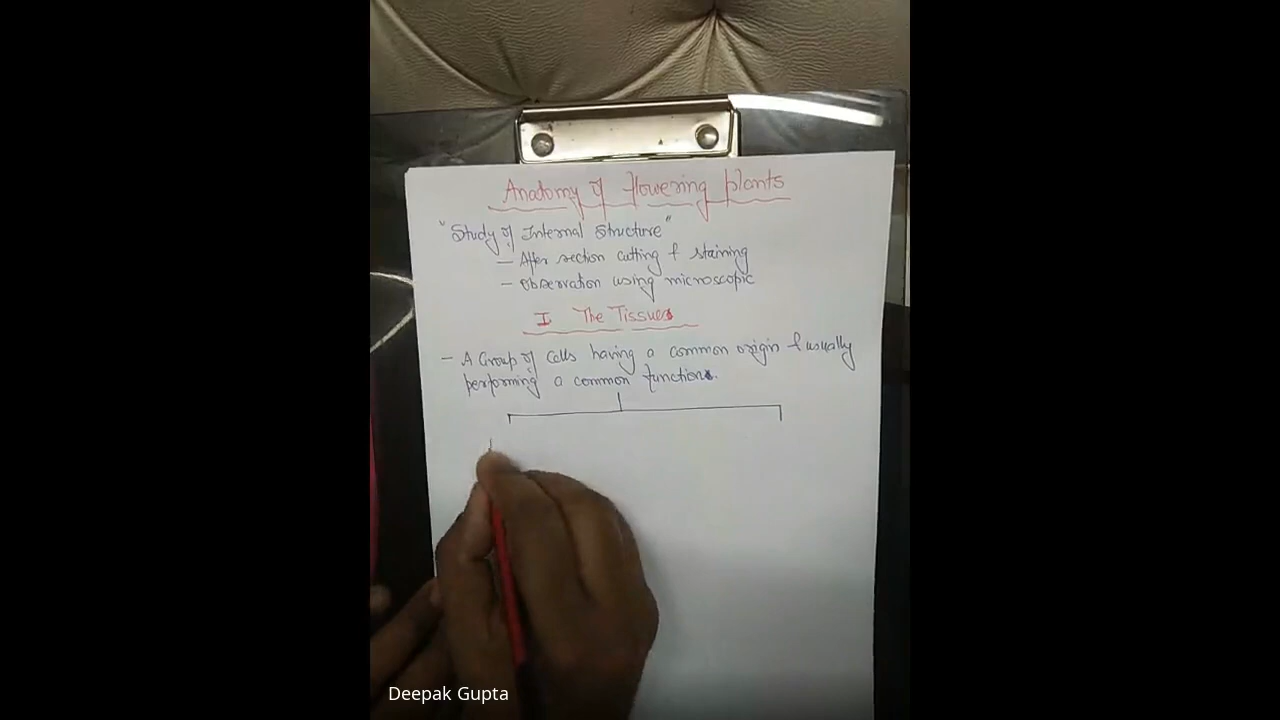 Anatomy of flowering plants
"Study of Internal Structure"
— After section cutting & staining
— observation using microscopic
I The Tissues
— A Group of cells having a common origin & usually
performing a common function.
Deepak Gupta